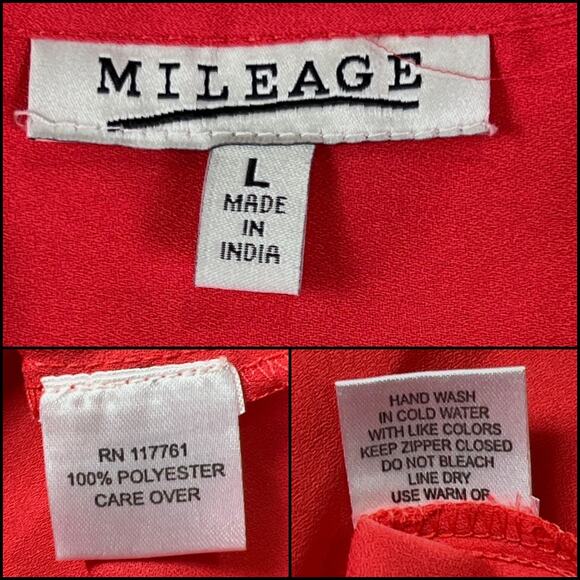 MILEAGE
L
MADE
IN
INDIA
RN 117761
100% POLYESTER
CARE OVER
HAND WASH
IN COLD WATER
WITH LIKE COLORS
KEEP ZIPPER CLOSED
DO NOT BLEACH
LINE DRY
USE WARM OR